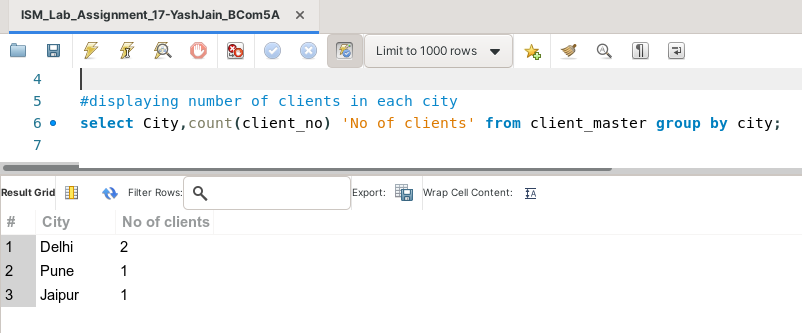 ISM_Lab_Assignment_17-YashJain_BCom5A ×
Limit to 1000 rows
4
5 #displaying number of clients in each city
6 select City,count(client_no) 'No of clients' from client_master group by city;
7
Result Grid Filter Rows: Export: Wrap Cell Content: IA
# City No of clients
1 Delhi 2
2 Pune 1
3 Jaipur 1